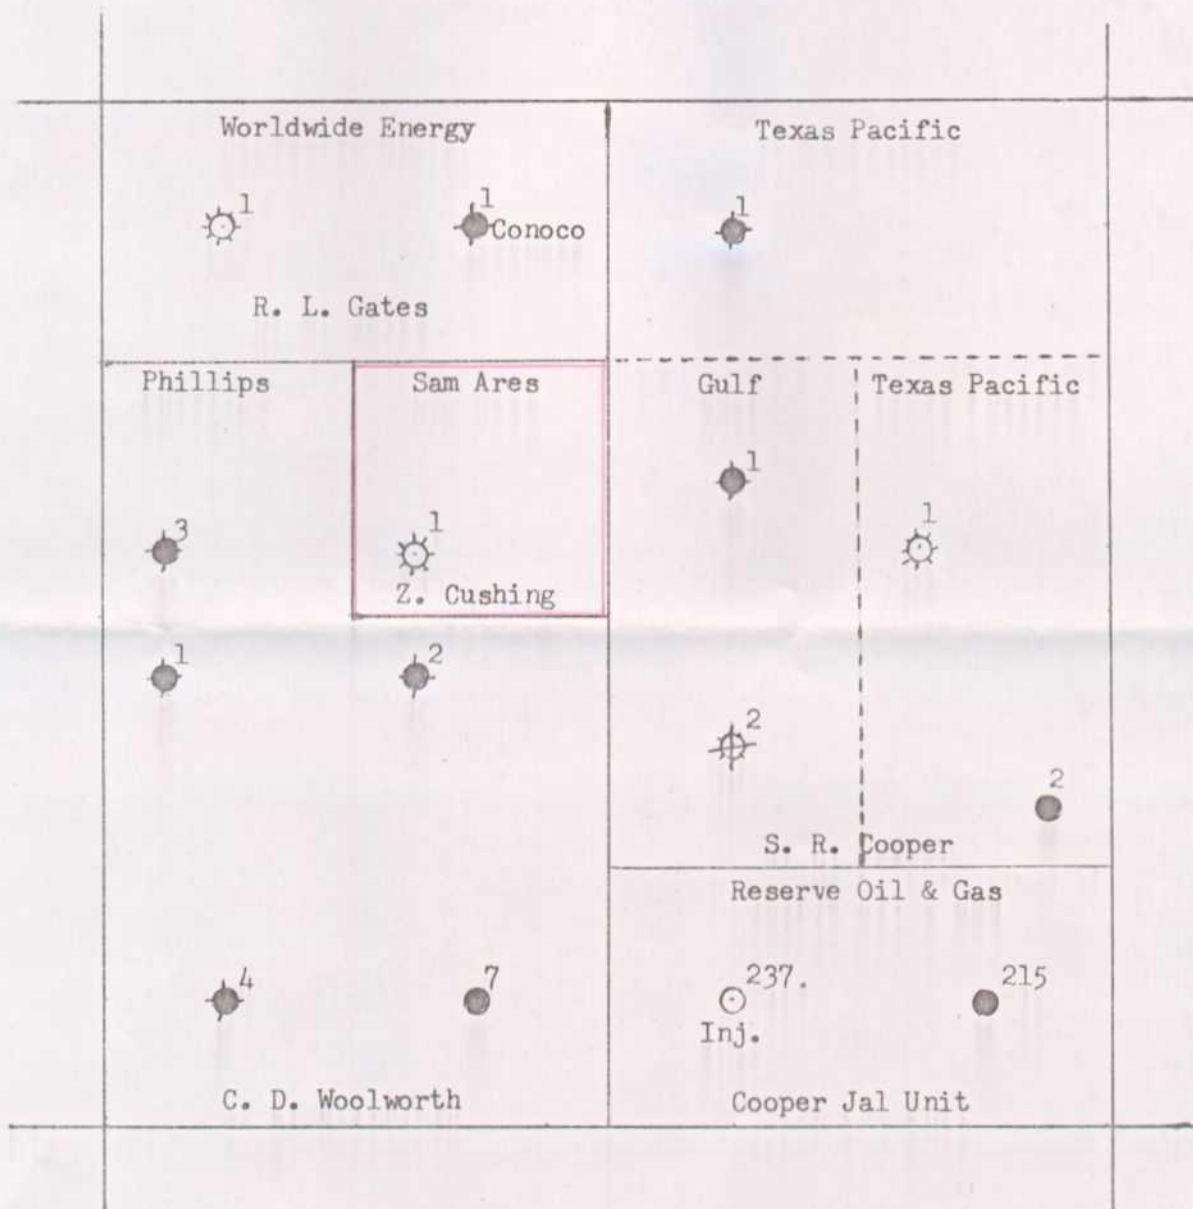 Worldwide Energy
Texas Pacific
1
1
Conoco
1
R. L. Gates
Phillips
Sam Ares
Gulf
Texas Pacific
1
3
1
1
Z. Cushing
1
2
2
2
S. R. Cooper
Reserve Oil & Gas
4
7
237.
215
Inj.
C. D. Woolworth
Cooper Jal Unit